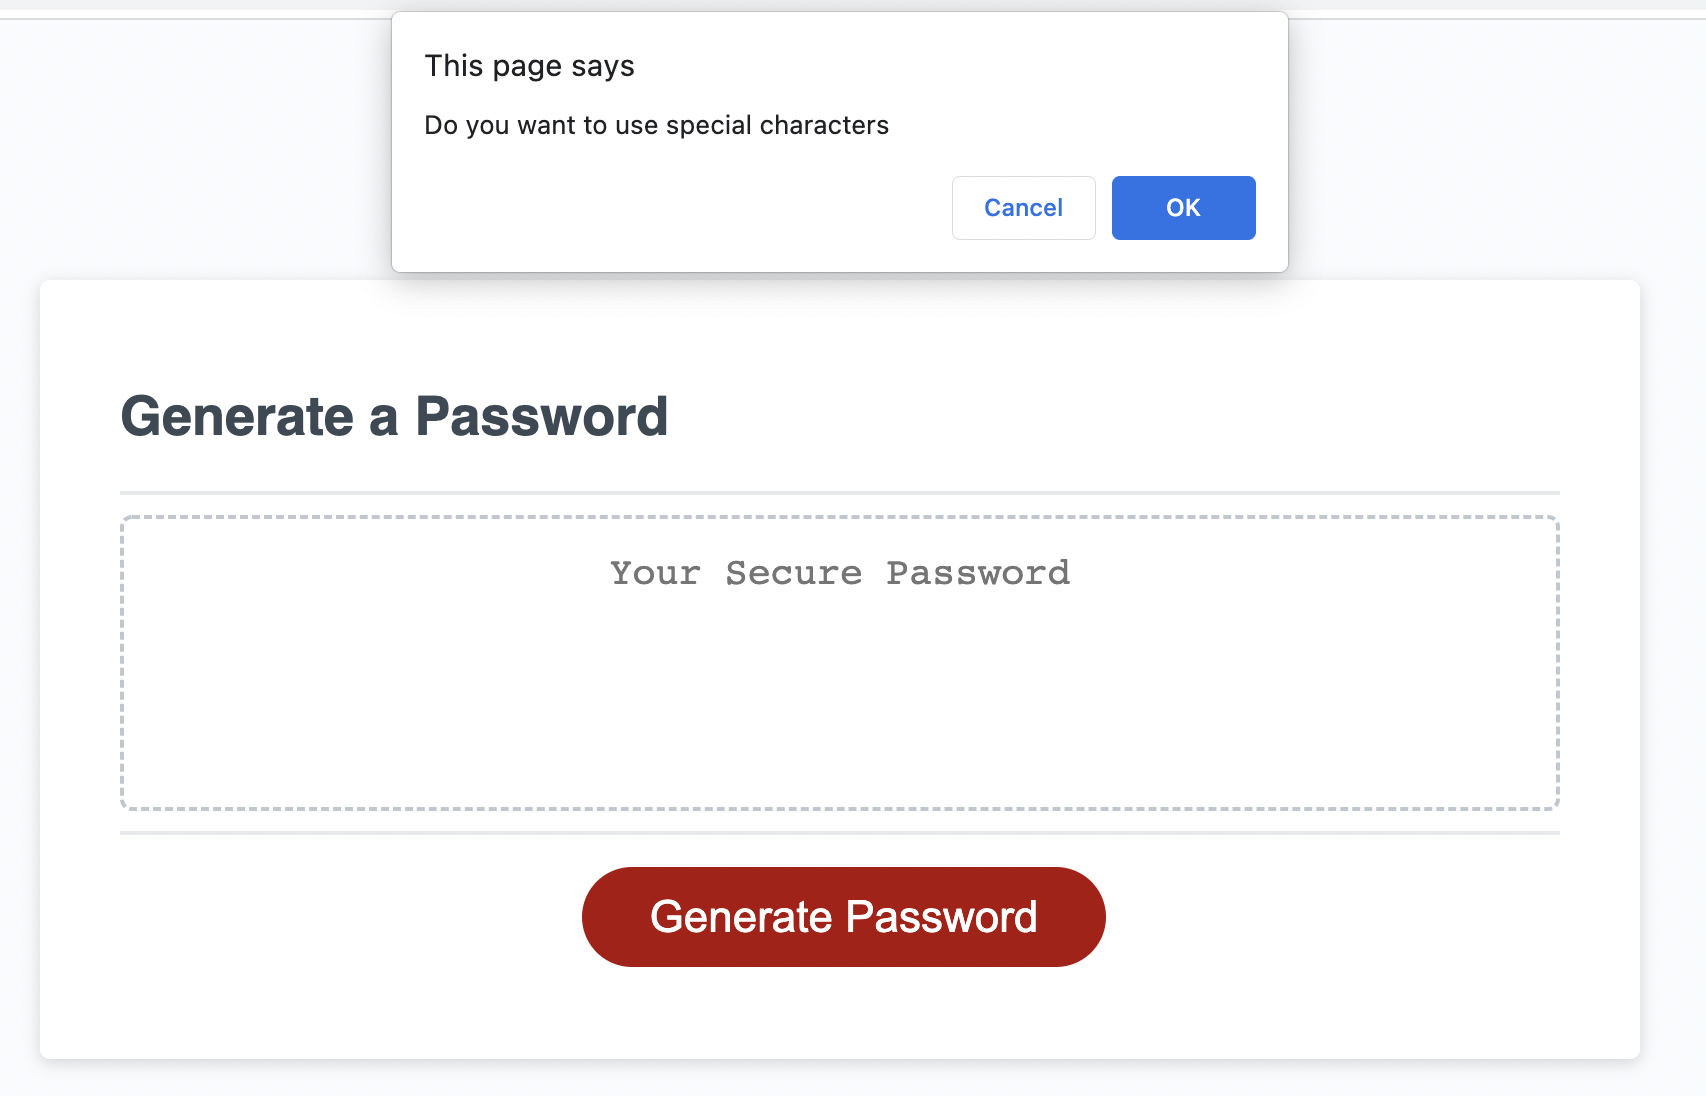 This page says
Do you want to use special characters
Cancel OK
Generate a Password
Your Secure Password
Generate Password